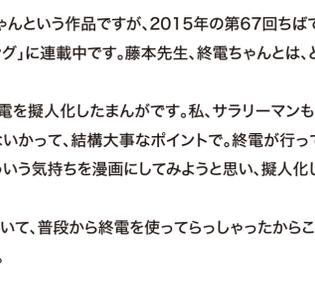 ゃんという作品ですが、2015年の第67回ちばて
ング」に連載中です。藤本先生、終電ちゃんとは、ど
電を擬人化したまんがです。私、サラリーマンも
ないかって、結構大事なポイントで。終電が行って
いう気持ちを漫画にしてみようと思い、擬人化し
いて、普段から終電を使ってらっしゃったからこ
。